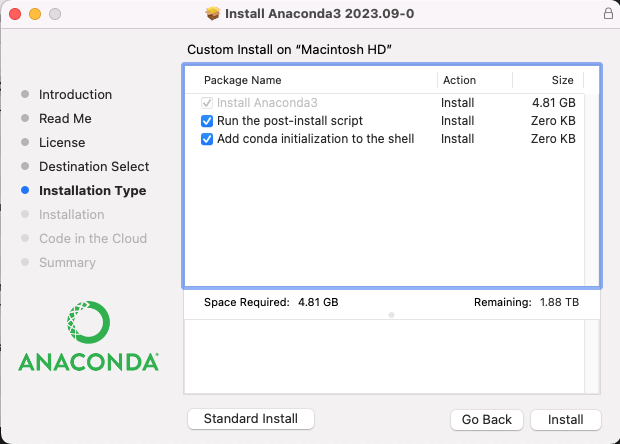 Install Anaconda3 2023.09-0
Custom Install on “Macintosh HD”
Package Name Action Size
Install Anaconda3 Install 4.81 GB
Run the post-install script Install Zero KB
Add conda initialization to the shell Install Zero KB
Introduction
Read Me
License
Destination Select
Installation Type
Installation
Code in the Cloud
Summary
Space Required: 4.81 GB Remaining: 1.88 TB
ANACONDA®
Standard Install Go Back Install